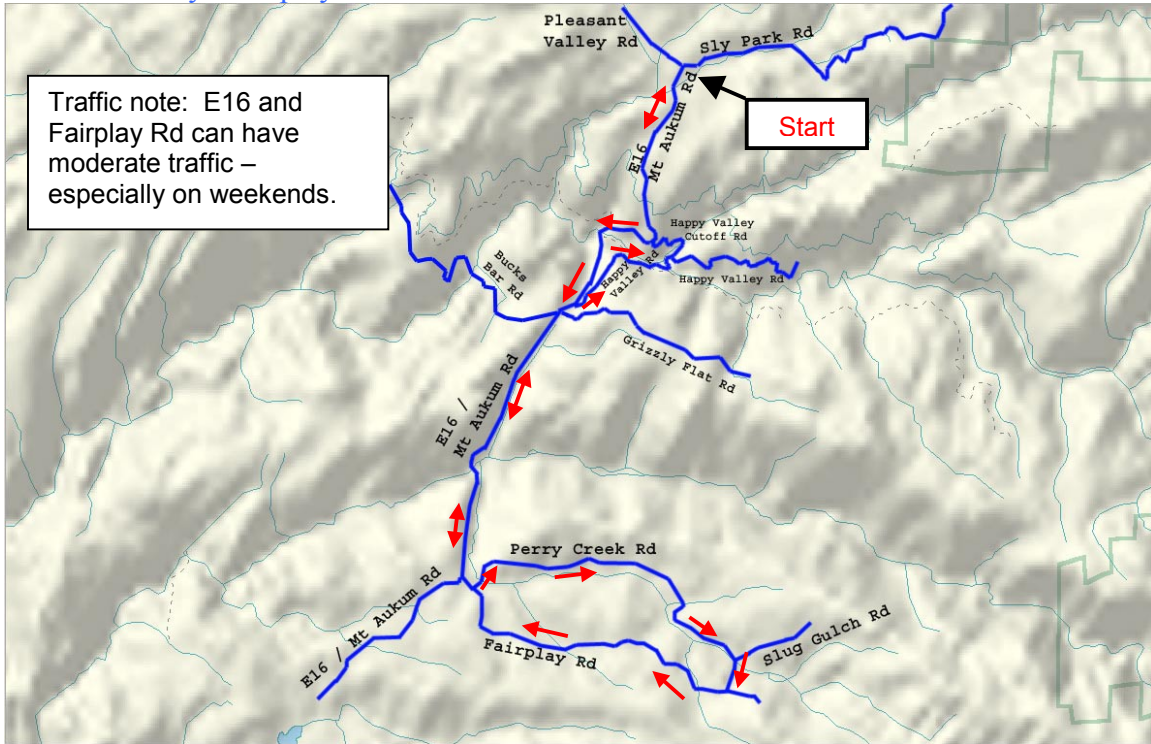 Pleasant
Valley Rd
Sly Park Rd
Traffic note:  E16 and
Fairplay Rd can have
moderate traffic –
especially on weekends.
Start
E16
Mt Aukum Rd
Happy Valley
Cutoff Rd
Happy
Valley Rd
Happy Valley Rd
Bucks
Bar Rd
Grizzly Flat Rd
E16 /
Mt Aukum Rd
Perry Creek Rd
E16 / Mt Aukum Rd
Fairplay Rd
Slug Gulch Rd